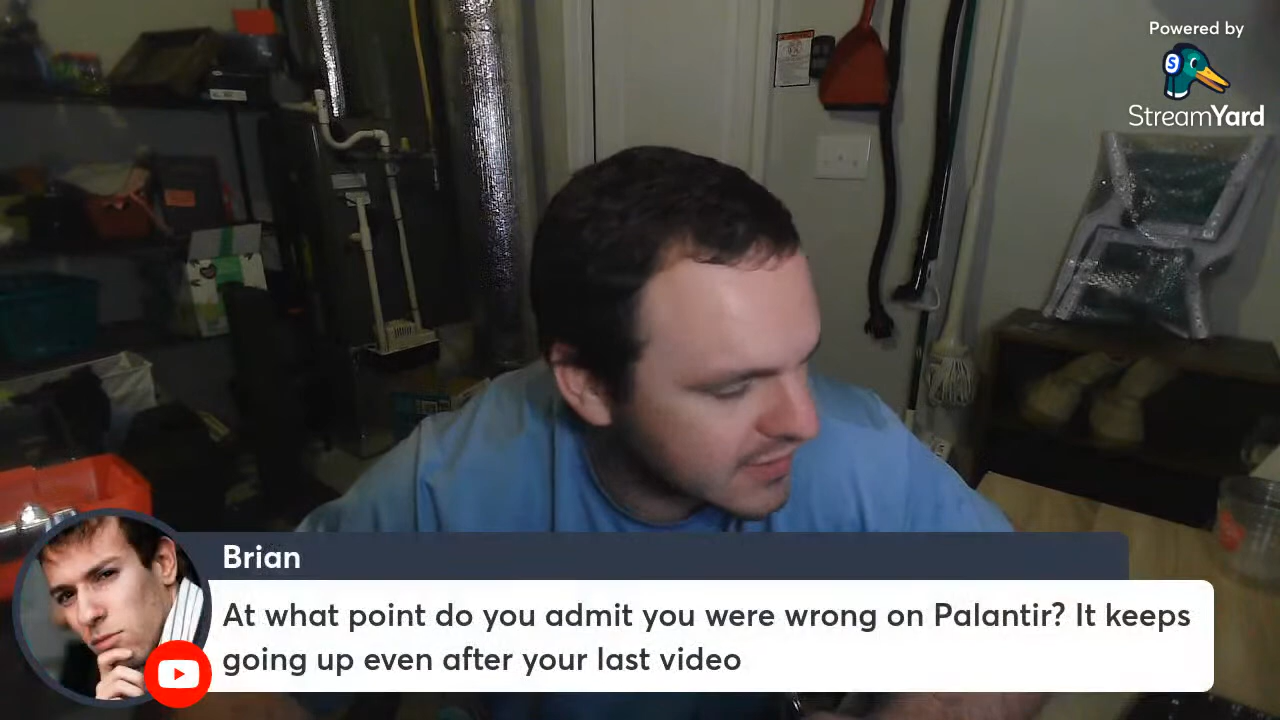 Powered by
StreamYard
Brian
At what point do you admit you were wrong on Palantir? It keeps
going up even after your last video